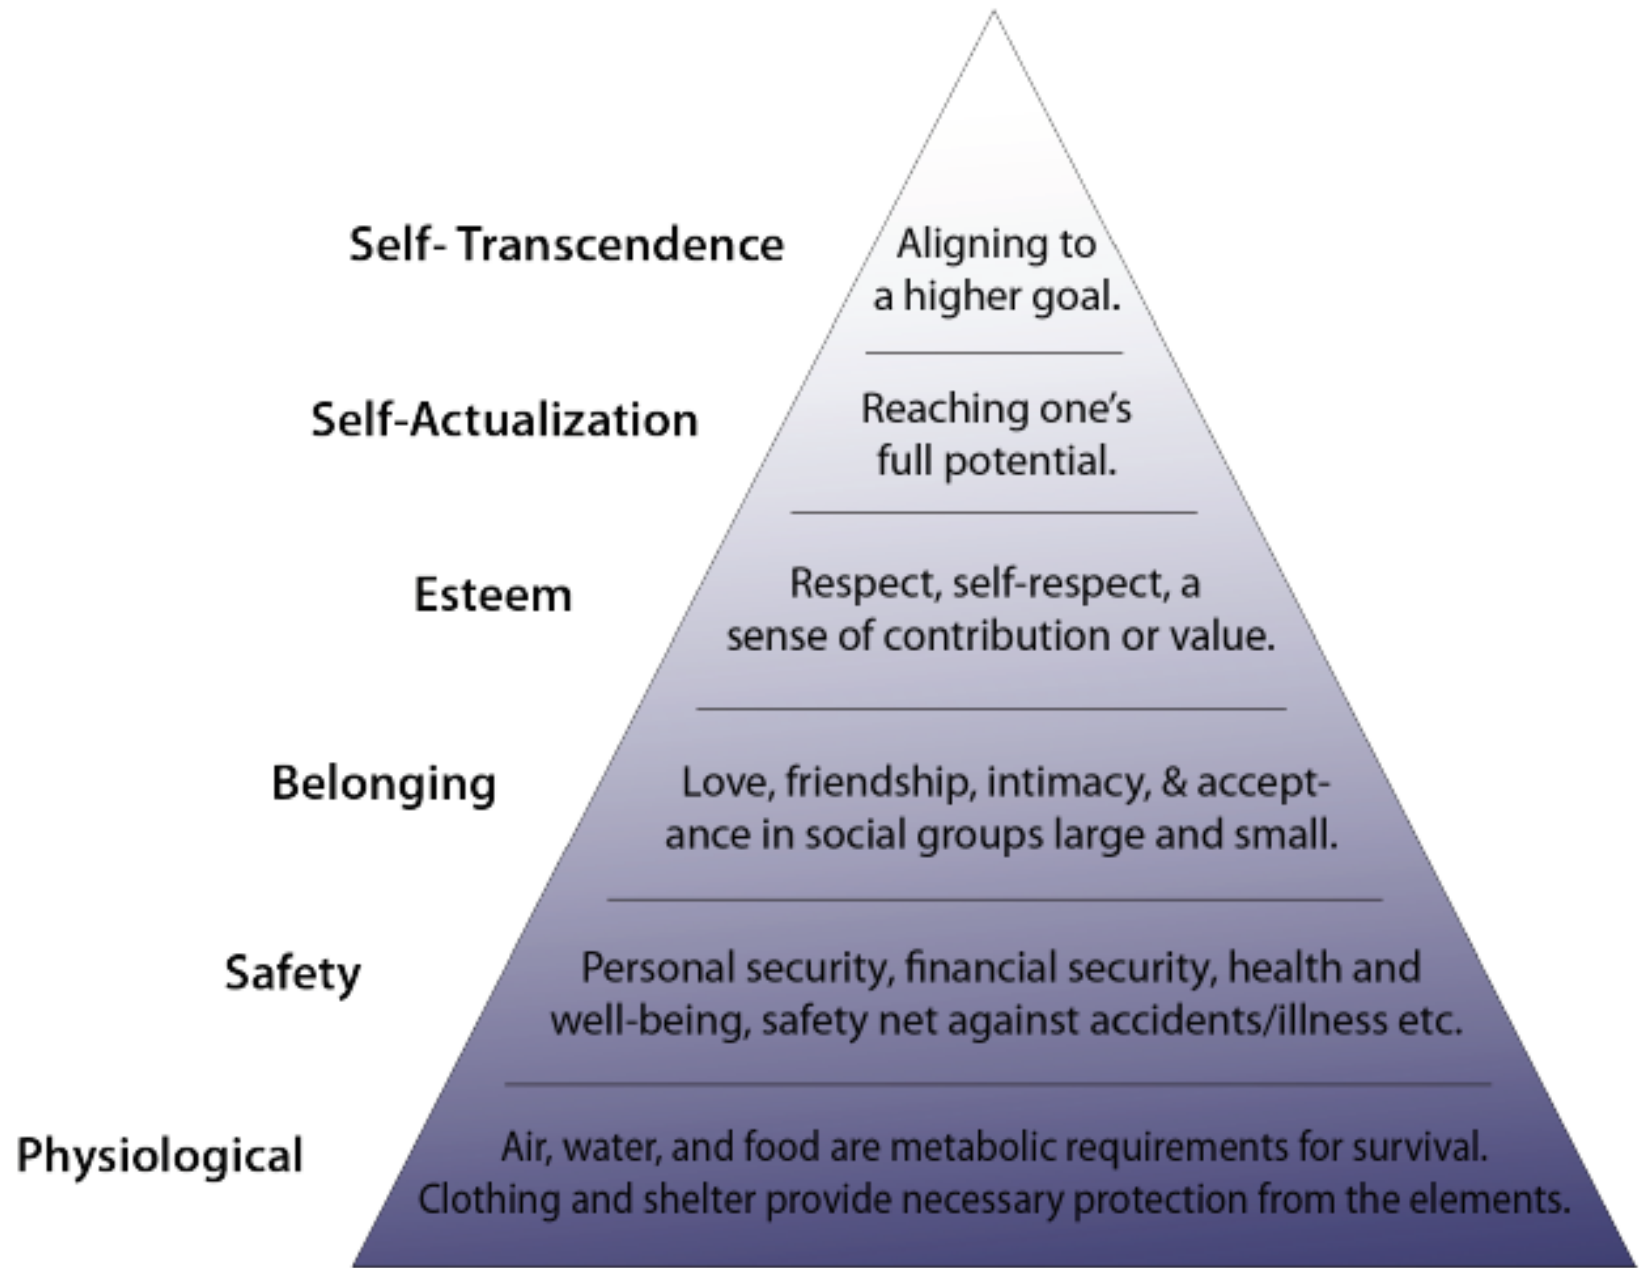 Self- Transcendence
Aligning to
a higher goal.
Self-Actualization
Reaching one’s
full potential.
Esteem
Respect, self-respect, a
sense of contribution or value.
Belonging
Love, friendship, intimacy, & accept-
ance in social groups large and small.
Safety
Personal security, financial security, health and
well-being, safety net against accidents/illness etc.
Physiological
Air, water, and food are metabolic requirements for survival.
Clothing and shelter provide necessary protection from the elements.